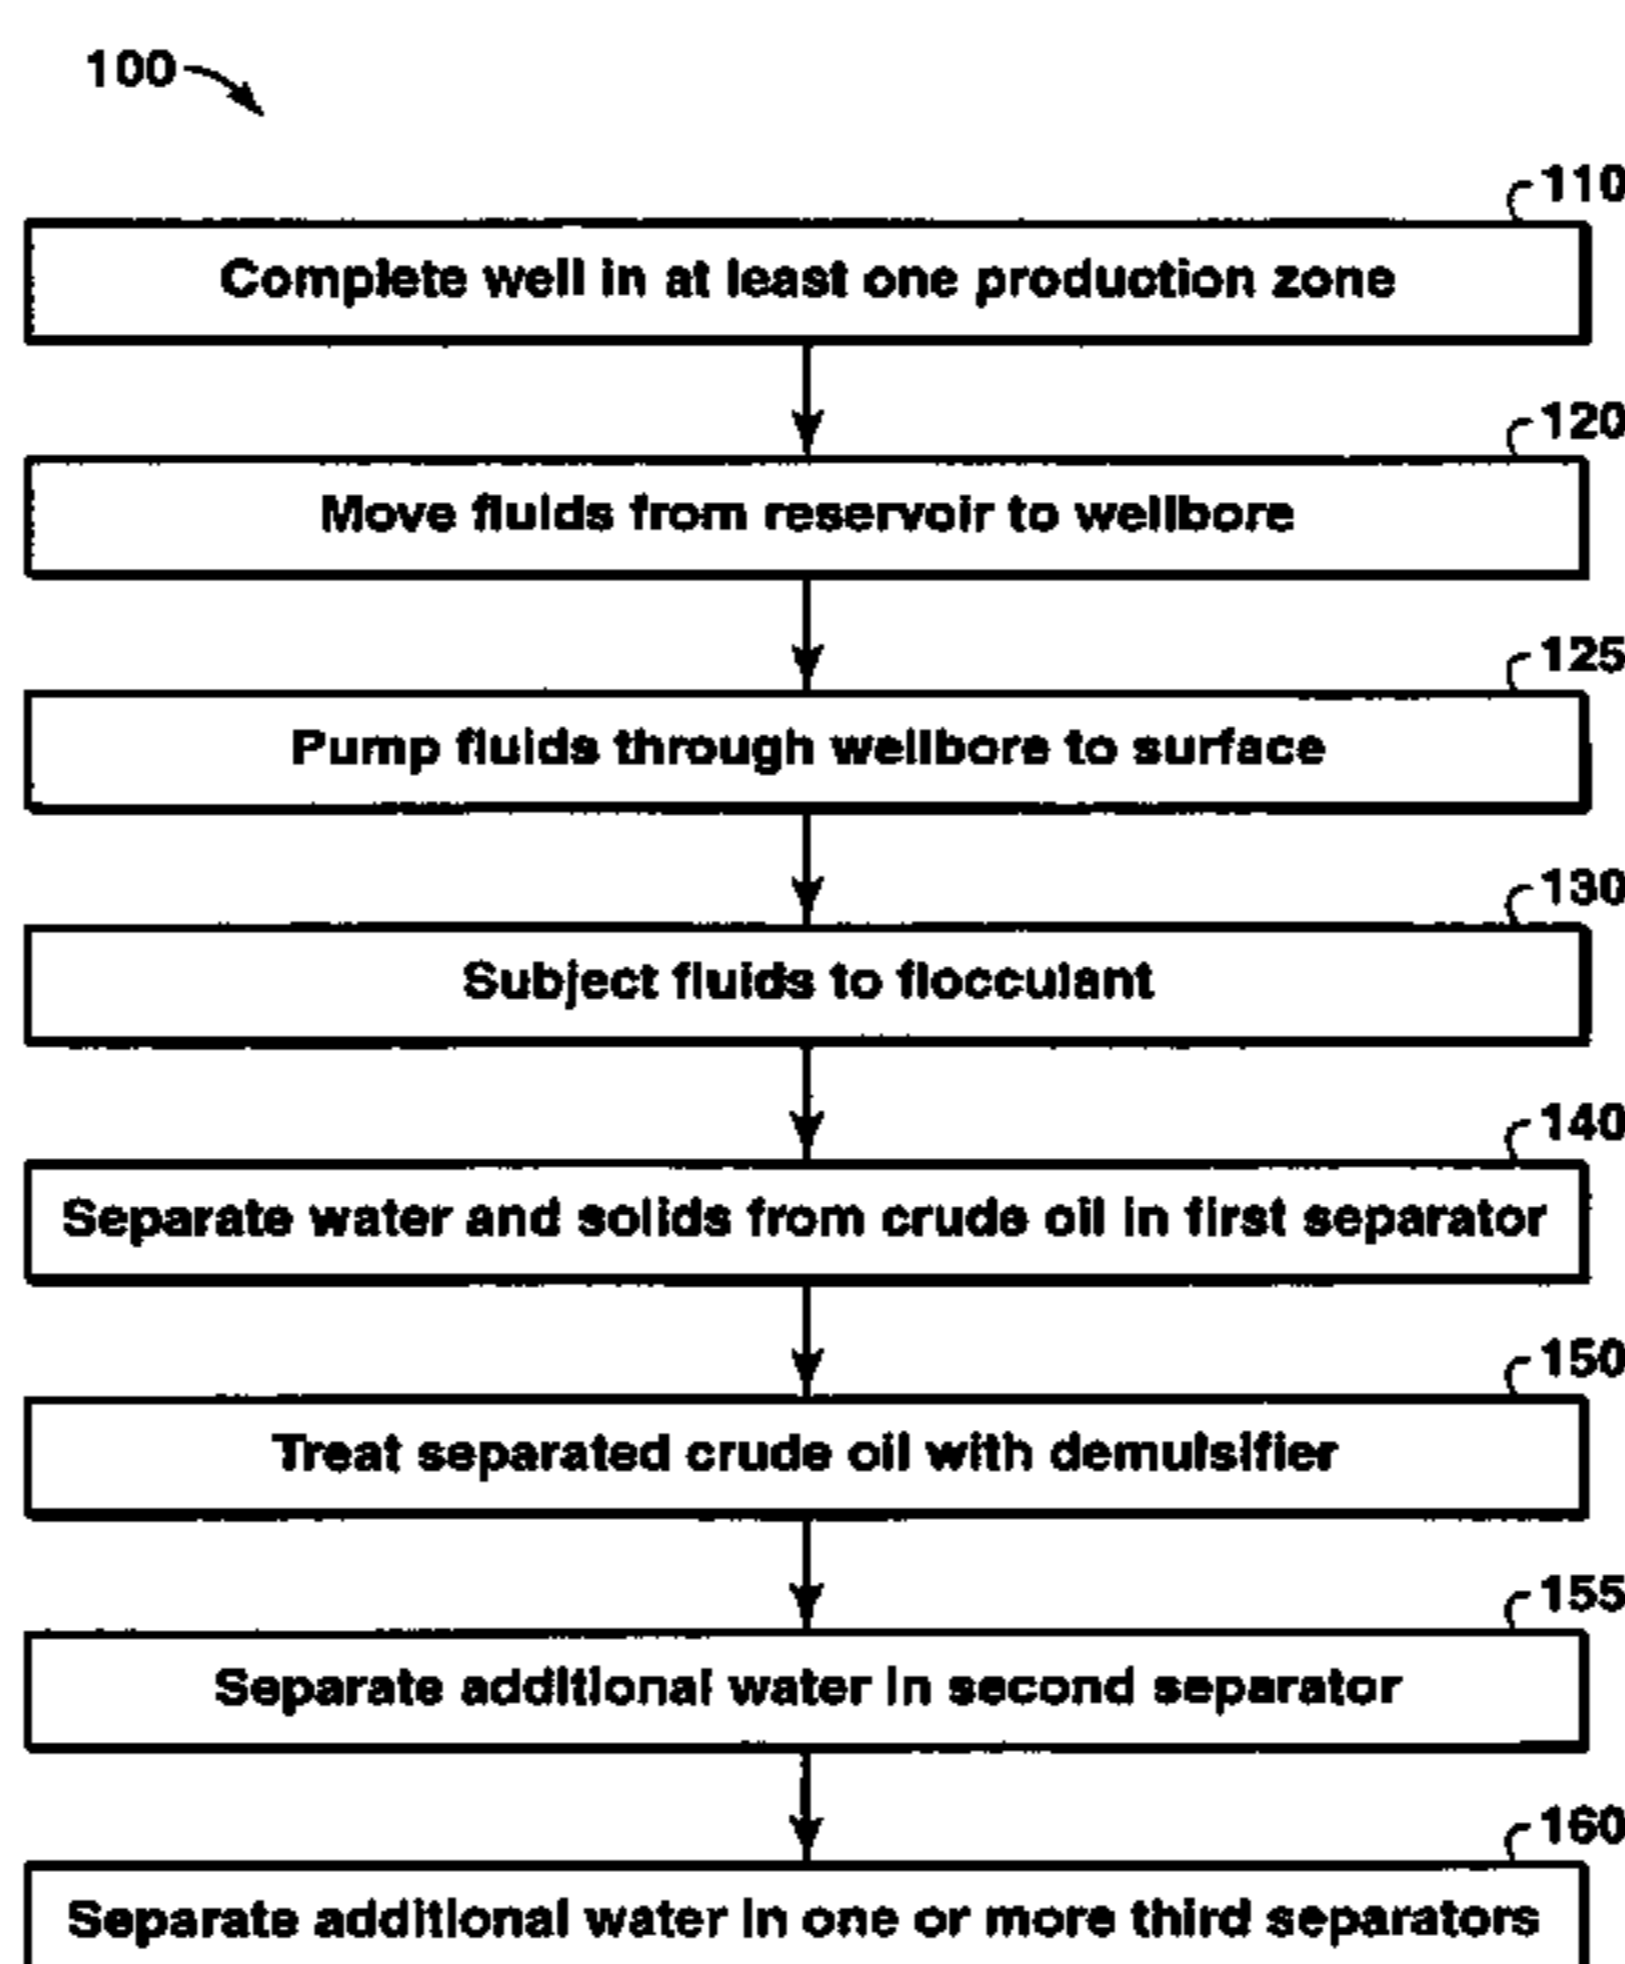 100
110
Complete well in at least one production zone
120
Move fluids from reservoir to wellbore
125
Pump fluids through wellbore to surface
130
Subject fluids to flocculant
140
Separate water and solids from crude oil in first separator
150
Treat separated crude oil with demulsifier
155
Separate additional water in second separator
160
Separate additional water in one or more third separators